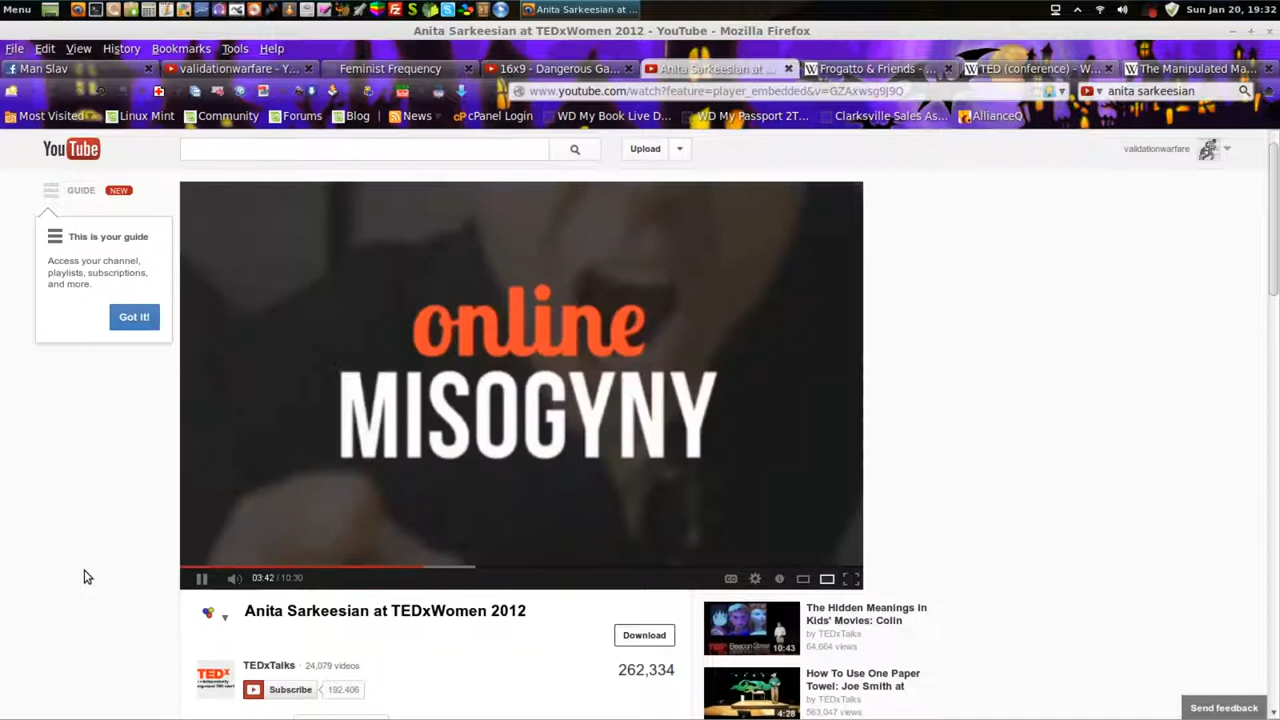 Menu
Anita Sarkeesian at ...
Sun Jan 20, 19:32
Anita Sarkeesian at TEDxWomen 2012 - YouTube - Mozilla Firefox
File Edit View History Bookmarks Tools Help
Man Slav
validationwarfare - Y...
Feminist Frequency
16x9 - Dangerous Ga...
Anita Sarkeesian at ...
Frogatto & Friends - ...
TED (conference) - W...
The Manipulated Ma...
www.youtube.com/watch?feature=player_embedded&v=GZAxwsg9J9Q
anita sarkeesian
Most Visited
Linux Mint
Community
Forums
Blog
News
cPanel Login
WD My Book Live D...
WD My Passport 2T...
Clarksville Sales As...
AllianceQ
YouTube
Upload
validationwarfare
GUIDE NEW
This is your guide
Access your channel,
playlists, subscriptions,
and more.
Got It!
online
MISOGYNY
03:42 / 10:30
Anita Sarkeesian at TEDxWomen 2012
Download
TEDxTalks · 24,079 videos
Subscribe 192,406
262,334
TEDx
10:43
The Hidden Meanings in
Kids' Movies: Colin
by TEDxTalks
64,664 views
4:28
How To Use One Paper
Towel: Joe Smith at
by TEDxTalks
563,047 views
Send feedback